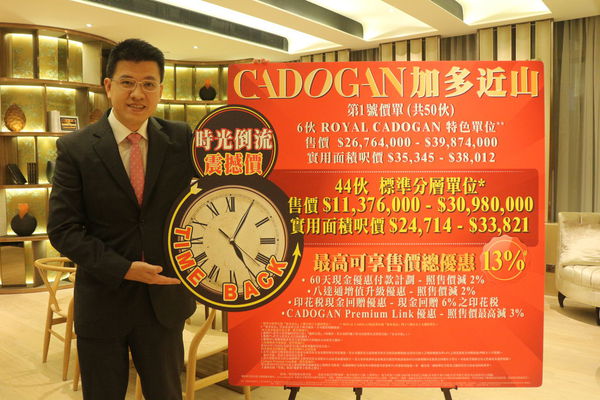 CADOGAN 加多近山
第1號價單 (共50伙)
6伙 ROYAL CADOGAN 特色單位**
售價 $26,764,000 - $39,874,000
實用面積呎價 $35,345 - $38,012
時光倒流
震撼價
TIME BACK
44伙 標準分層單位*
售價 $11,376,000 - $30,980,000
實用面積呎價 $24,714 - $33,821
最高可享售價總優惠 13%
• 60天現金優惠付款計劃 - 照售價減 2%
• 八達通增值升級優惠 - 照售價減 2%
• 印花稅現金回贈優惠 - 現金回贈 6%之印花稅
• CADOGAN Premium Link 優惠 - 照售價最高減 3%